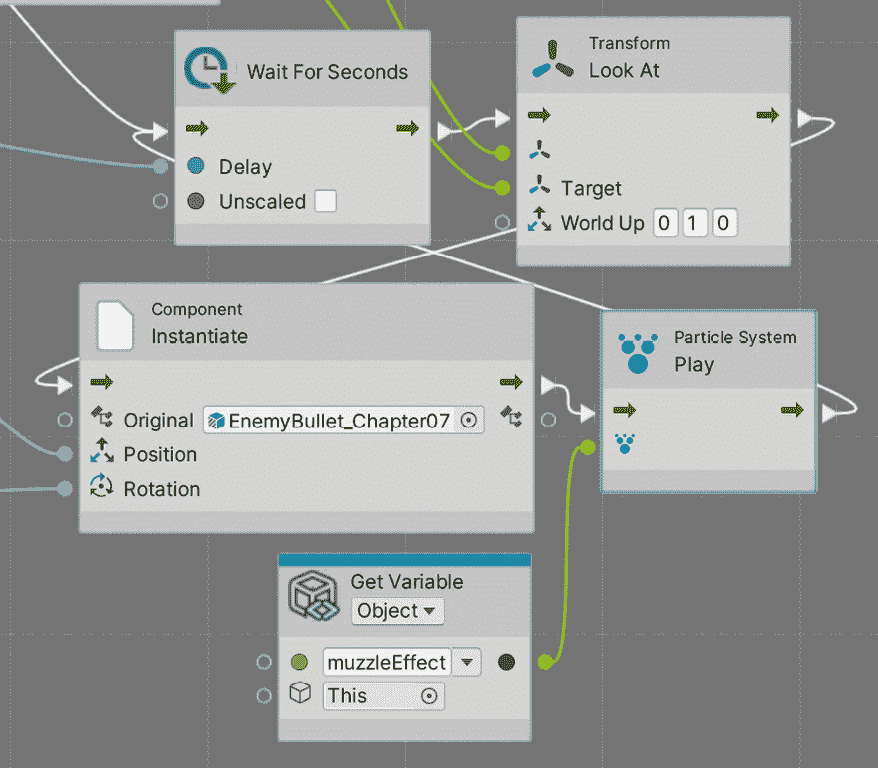 Wait For Seconds
Delay
Unscaled
Transform
Look At
Target
World Up 0 1 0
Component
Instantiate
Original EnemyBullet_Chapter07
Position
Rotation
Particle System
Play
Get Variable
Object
muzzleEffect
This